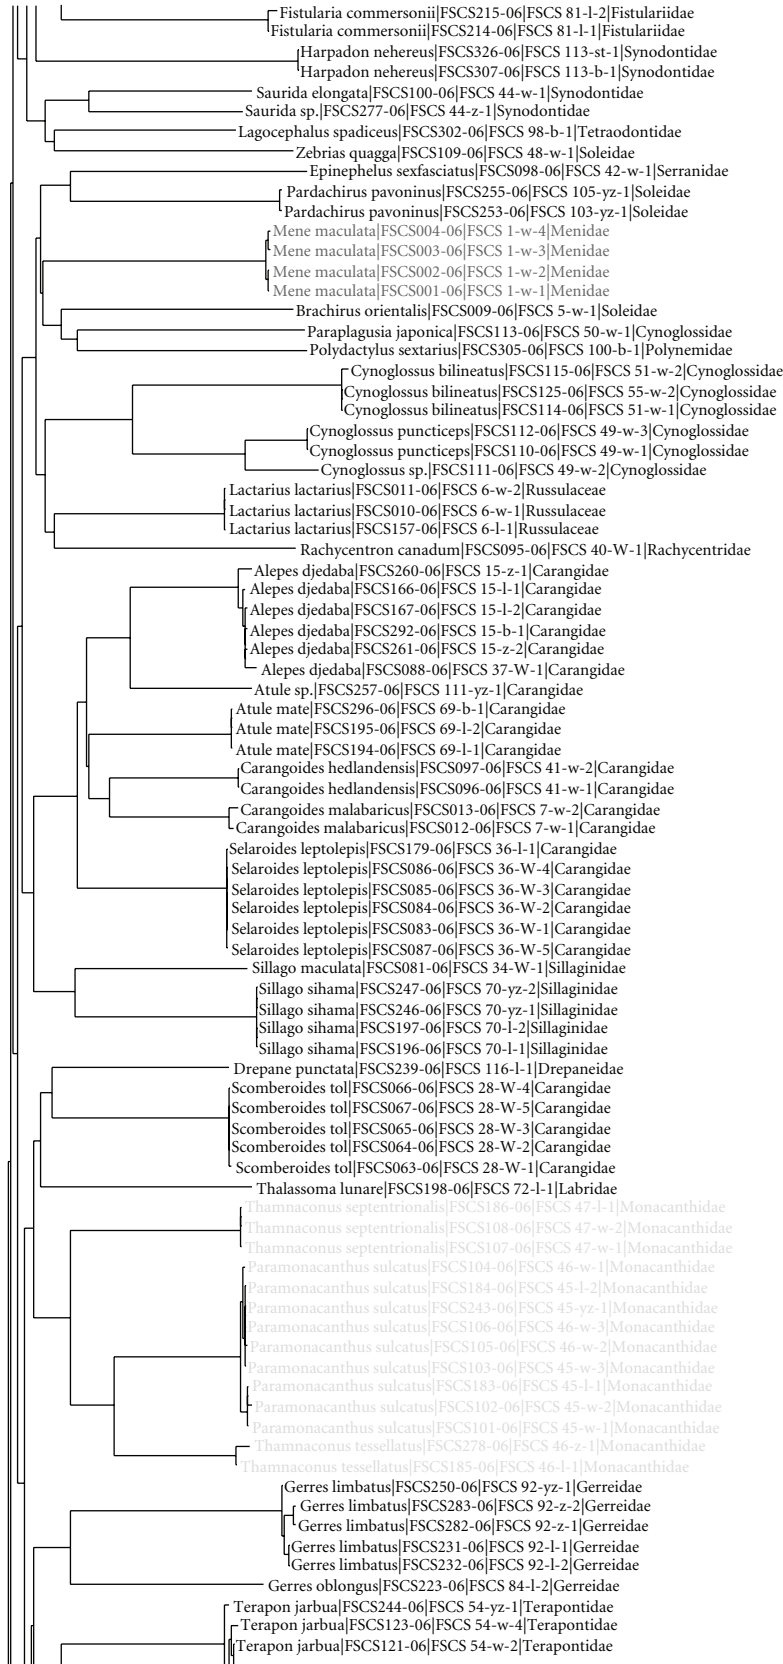 Fistularia commersonii|FSCS215-06|FSCS 81-l-2|Fistulariidae
Fistularia commersonii|FSCS214-06|FSCS 81-l-1|Fistulariidae
Harpadon nehereus|FSCS326-06|FSCS 113-st-1|Synodontidae
Harpadon nehereus|FSCS307-06|FSCS 113-b-1|Synodontidae
Saurida elongata|FSCS100-06|FSCS 44-w-1|Synodontidae
Saurida sp.|FSCS277-06|FSCS 44-z-1|Synodontidae
Lagocephalus spadiceus|FSCS302-06|FSCS 98-b-1|Tetraodontidae
Zebrias quagga|FSCS109-06|FSCS 48-w-1|Soleidae
Epinephelus sexfasciatus|FSCS098-06|FSCS 42-w-1|Serranidae
Pardachirus pavoninus|FSCS255-06|FSCS 105-yz-1|Soleidae
Pardachirus pavoninus|FSCS253-06|FSCS 103-yz-1|Soleidae
Mene maculata|FSCS004-06|FSCS 1-w-4|Menidae
Mene maculata|FSCS003-06|FSCS 1-w-3|Menidae
Mene maculata|FSCS002-06|FSCS 1-w-2|Menidae
Mene maculata|FSCS001-06|FSCS 1-w-1|Menidae
Brachirus orientalis|FSCS009-06|FSCS 5-w-1|Soleidae
Paraplagusia japonica|FSCS113-06|FSCS 50-w-1|Cynoglossidae
Polydactylus sextarius|FSCS305-06|FSCS 100-b-1|Polynemidae
Cynoglossus bilineatus|FSCS115-06|FSCS 51-w-2|Cynoglossidae
Cynoglossus bilineatus|FSCS125-06|FSCS 55-w-2|Cynoglossidae
Cynoglossus bilineatus|FSCS114-06|FSCS 51-w-1|Cynoglossidae
Cynoglossus puncticeps|FSCS112-06|FSCS 49-w-3|Cynoglossidae
Cynoglossus puncticeps|FSCS110-06|FSCS 49-w-1|Cynoglossidae
Cynoglossus sp.|FSCS111-06|FSCS 49-w-2|Cynoglossidae
Lactarius lactarius|FSCS011-06|FSCS 6-w-2|Russulaceae
Lactarius lactarius|FSCS010-06|FSCS 6-w-1|Russulaceae
Lactarius lactarius|FSCS157-06|FSCS 6-l-1|Russulaceae
Rachycentron canadum|FSCS095-06|FSCS 40-W-1|Rachycentridae
Alepes djedaba|FSCS260-06|FSCS 15-z-1|Carangidae
Alepes djedaba|FSCS166-06|FSCS 15-l-1|Carangidae
Alepes djedaba|FSCS167-06|FSCS 15-l-2|Carangidae
Alepes djedaba|FSCS292-06|FSCS 15-b-1|Carangidae
Alepes djedaba|FSCS261-06|FSCS 15-z-2|Carangidae
Alepes djedaba|FSCS088-06|FSCS 37-W-1|Carangidae
Atule sp.|FSCS257-06|FSCS 111-yz-1|Carangidae
Atule mate|FSCS296-06|FSCS 69-b-1|Carangidae
Atule mate|FSCS195-06|FSCS 69-l-2|Carangidae
Atule mate|FSCS194-06|FSCS 69-l-1|Carangidae
Carangoides hedlandensis|FSCS097-06|FSCS 41-w-2|Carangidae
Carangoides hedlandensis|FSCS096-06|FSCS 41-w-1|Carangidae
Carangoides malabaricus|FSCS013-06|FSCS 7-w-2|Carangidae
Carangoides malabaricus|FSCS012-06|FSCS 7-w-1|Carangidae
Selaroides leptolepis|FSCS179-06|FSCS 36-l-1|Carangidae
Selaroides leptolepis|FSCS086-06|FSCS 36-W-4|Carangidae
Selaroides leptolepis|FSCS085-06|FSCS 36-W-3|Carangidae
Selaroides leptolepis|FSCS084-06|FSCS 36-W-2|Carangidae
Selaroides leptolepis|FSCS083-06|FSCS 36-W-1|Carangidae
Selaroides leptolepis|FSCS087-06|FSCS 36-W-5|Carangidae
Sillago maculata|FSCS081-06|FSCS 34-W-1|Sillaginidae
Sillago sihama|FSCS247-06|FSCS 70-yz-2|Sillaginidae
Sillago sihama|FSCS246-06|FSCS 70-yz-1|Sillaginidae
Sillago sihama|FSCS197-06|FSCS 70-l-2|Sillaginidae
Sillago sihama|FSCS196-06|FSCS 70-l-1|Sillaginidae
Drepane punctata|FSCS239-06|FSCS 116-l-1|Drepaneidae
Scomberoides tol|FSCS066-06|FSCS 28-W-4|Carangidae
Scomberoides tol|FSCS067-06|FSCS 28-W-5|Carangidae
Scomberoides tol|FSCS065-06|FSCS 28-W-3|Carangidae
Scomberoides tol|FSCS064-06|FSCS 28-W-2|Carangidae
Scomberoides tol|FSCS063-06|FSCS 28-W-1|Carangidae
Thalassoma lunare|FSCS198-06|FSCS 72-l-1|Labridae
Thamnaconus septentrionalis|FSCS186-06|FSCS 47-l-1|Monacanthidae
Thamnaconus septentrionalis|FSCS108-06|FSCS 47-w-2|Monacanthidae
Thamnaconus septentrionalis|FSCS107-06|FSCS 47-w-1|Monacanthidae
Paramonacanthus sulcatus|FSCS104-06|FSCS 46-w-1|Monacanthidae
Paramonacanthus sulcatus|FSCS184-06|FSCS 45-l-2|Monacanthidae
Paramonacanthus sulcatus|FSCS243-06|FSCS 45-yz-1|Monacanthidae
Paramonacanthus sulcatus|FSCS106-06|FSCS 46-w-3|Monacanthidae
Paramonacanthus sulcatus|FSCS105-06|FSCS 46-w-2|Monacanthidae
Paramonacanthus sulcatus|FSCS103-06|FSCS 45-w-3|Monacanthidae
Paramonacanthus sulcatus|FSCS183-06|FSCS 45-l-1|Monacanthidae
Paramonacanthus sulcatus|FSCS102-06|FSCS 45-w-2|Monacanthidae
Paramonacanthus sulcatus|FSCS101-06|FSCS 45-w-1|Monacanthidae
Thamnaconus tessellatus|FSCS278-06|FSCS 46-z-1|Monacanthidae
Thamnaconus tessellatus|FSCS185-06|FSCS 46-l-1|Monacanthidae
Gerres limbatus|FSCS250-06|FSCS 92-yz-1|Gerreidae
Gerres limbatus|FSCS283-06|FSCS 92-z-2|Gerreidae
Gerres limbatus|FSCS282-06|FSCS 92-z-1|Gerreidae
Gerres limbatus|FSCS231-06|FSCS 92-l-1|Gerreidae
Gerres limbatus|FSCS232-06|FSCS 92-l-2|Gerreidae
Gerres oblongus|FSCS223-06|FSCS 84-l-2|Gerreidae
Terapon jarbua|FSCS244-06|FSCS 54-yz-1|Terapontidae
Terapon jarbua|FSCS123-06|FSCS 54-w-4|Terapontidae
Terapon jarbua|FSCS121-06|FSCS 54-w-2|Terapontidae